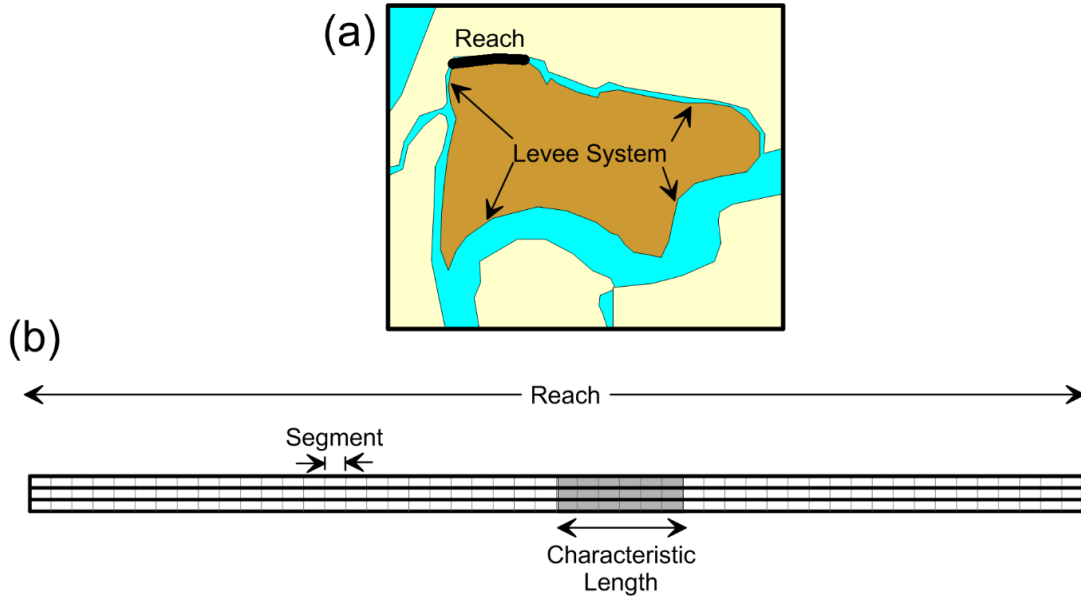 (a)
Reach
Levee System
(b)
Reach
Segment
Characteristic
Length